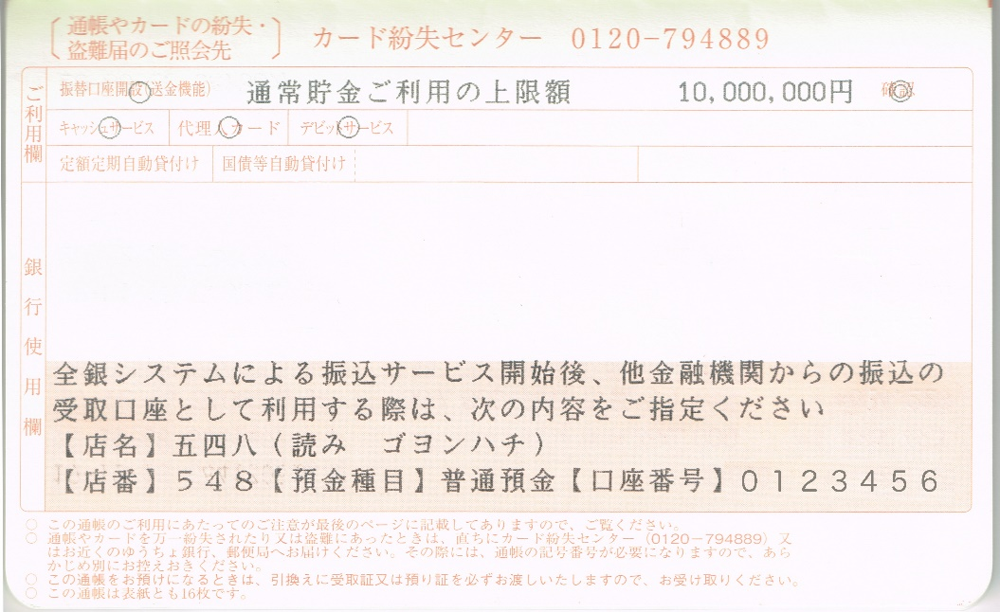 通帳やカードの紛失・
盗難届のご照会先
カード紛失センター 0120-794889
ご利用欄
振替口座開設(送金機能)
通常貯金ご利用の上限額 10,000,000円 確認
キャッシュサービス 代理人カード デビットサービス
定額定期自動貸付け 国債等自動貸付け
銀行使用欄
全銀システムによる振込サービス開始後、他金融機関からの振込の
受取口座として利用する際は、次の内容をご指定ください
【店名】五四八(読み ゴヨンハチ)
【店番】548【預金種目】普通預金【口座番号】0123456
○ この通帳のご利用にあたってのご注意が最後のページに記載してありますので、ご覧ください。
○ 通帳やカードを万一紛失されたり又は盗難にあったときは、直ちにカード紛失センター(0120-794889)又
はお近くのゆうちょ銀行、郵便局へお届けください。その際には、通帳の記号番号が必要になりますので、あら
かじめ別にお控えおきください。
○ この通帳をお預けになるときは、引換えに受取証又は預り証を必ずお渡しいたしますので、お受け取りください。
○ この通帳は表紙とも16枚です。